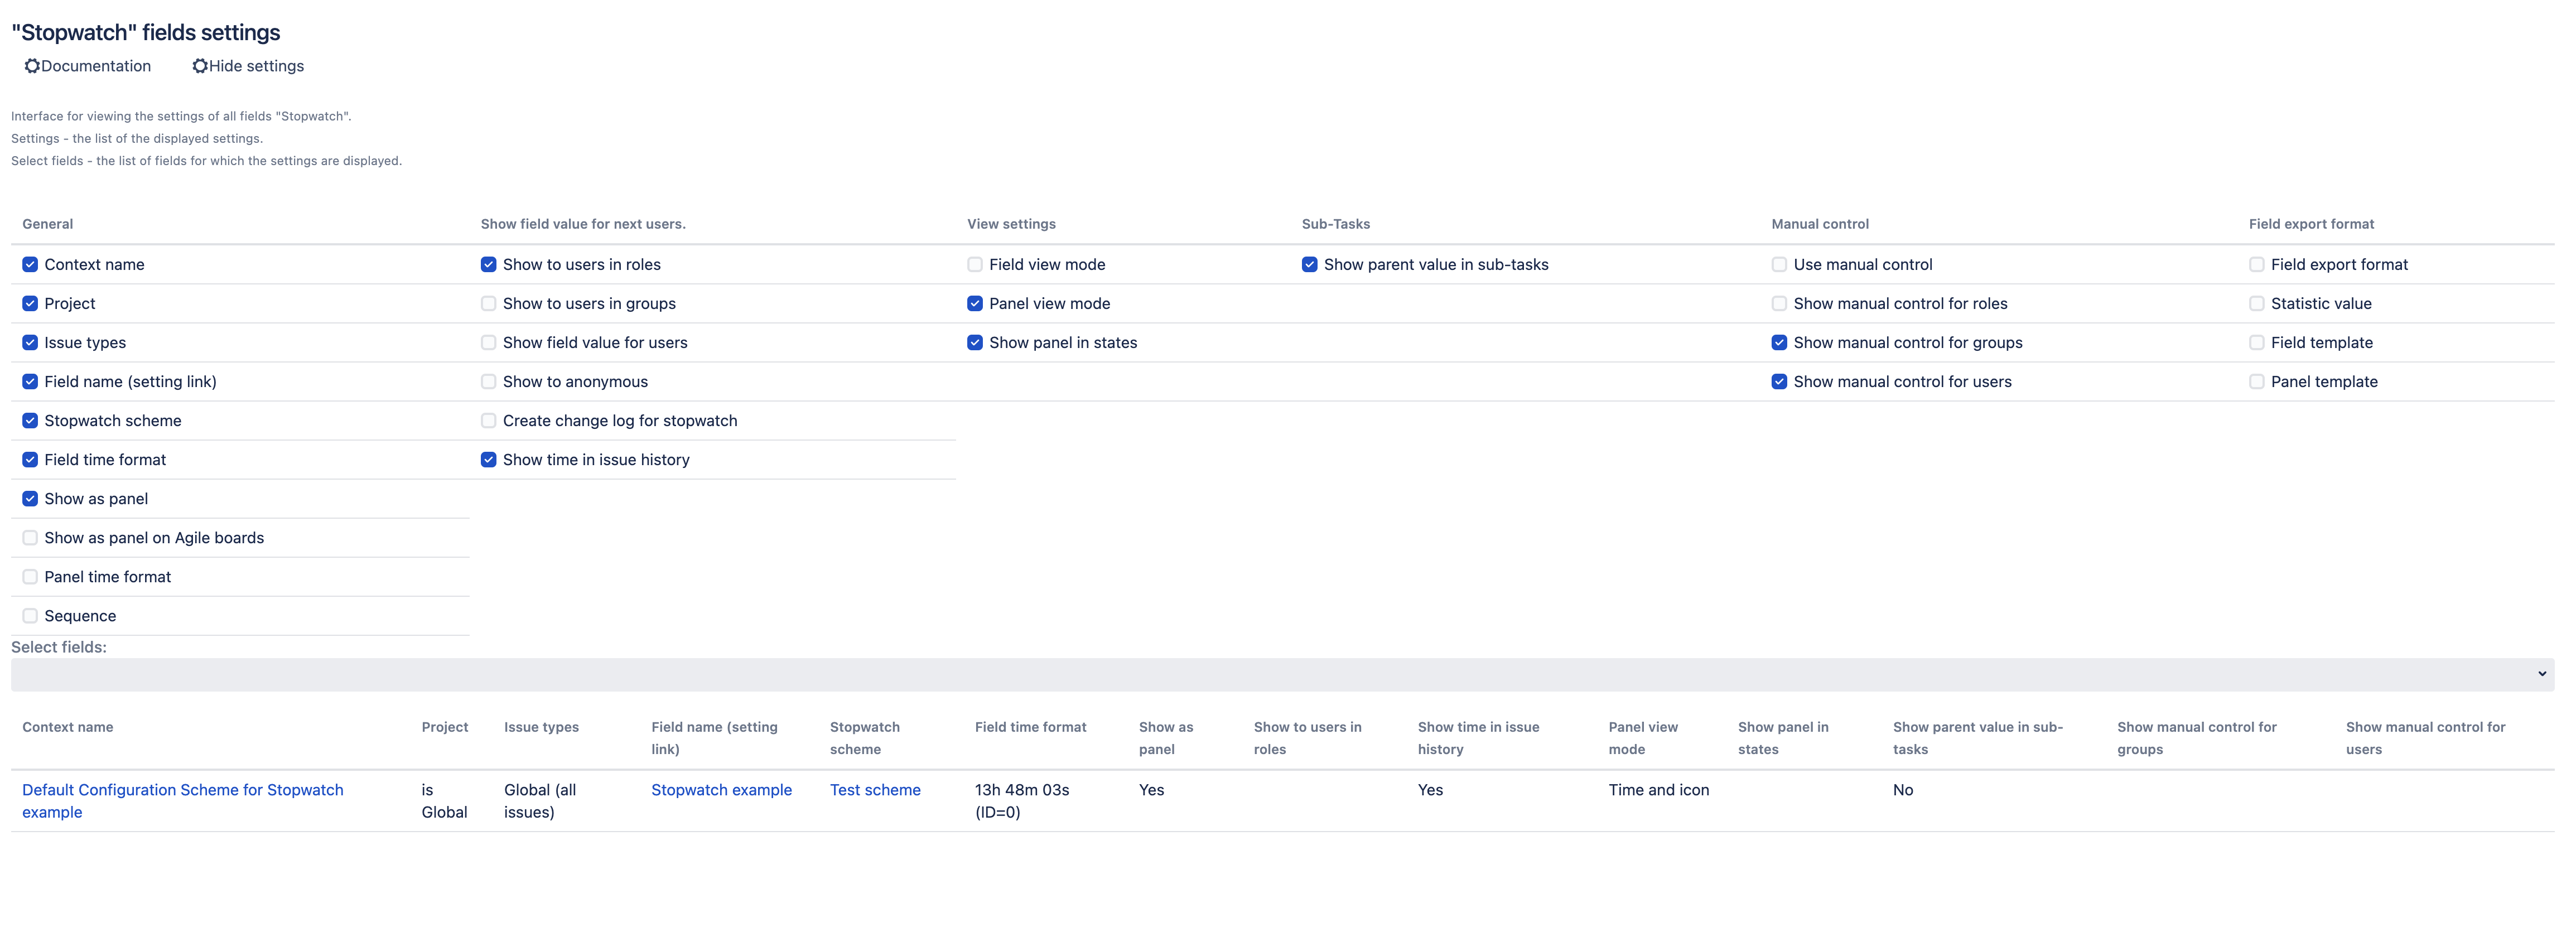 "Stopwatch" fields settings
Documentation Hide settings
Interface for viewing the settings of all fields "Stopwatch".
Settings - the list of the displayed settings.
Select fields - the list of fields for which the settings are displayed.
General Show field value for next users. View settings Sub-Tasks Manual control Field export format
Context name Show to users in roles Field view mode Show parent value in sub-tasks Use manual control Field export format
Project Show to users in groups Panel view mode Show manual control for roles Statistic value
Issue types Show field value for users Show panel in states Show manual control for groups Field template
Field name (setting link) Show to anonymous Show manual control for users Panel template
Stopwatch scheme Create change log for stopwatch
Field time format Show time in issue history
Show as panel
Show as panel on Agile boards
Panel time format
Sequence
Select fields:
Context name Project Issue types Field name (setting Stopwatch Field time format Show as Show to users in Show time in issue Panel view Show panel in Show parent value in sub- Show manual control for Show manual control for
link) scheme panel roles history mode states tasks groups users
Default Configuration Scheme for Stopwatch is Global (all Stopwatch example Test scheme 13h 48m 03s Yes Yes Time and icon No
example Global issues) (ID=0)